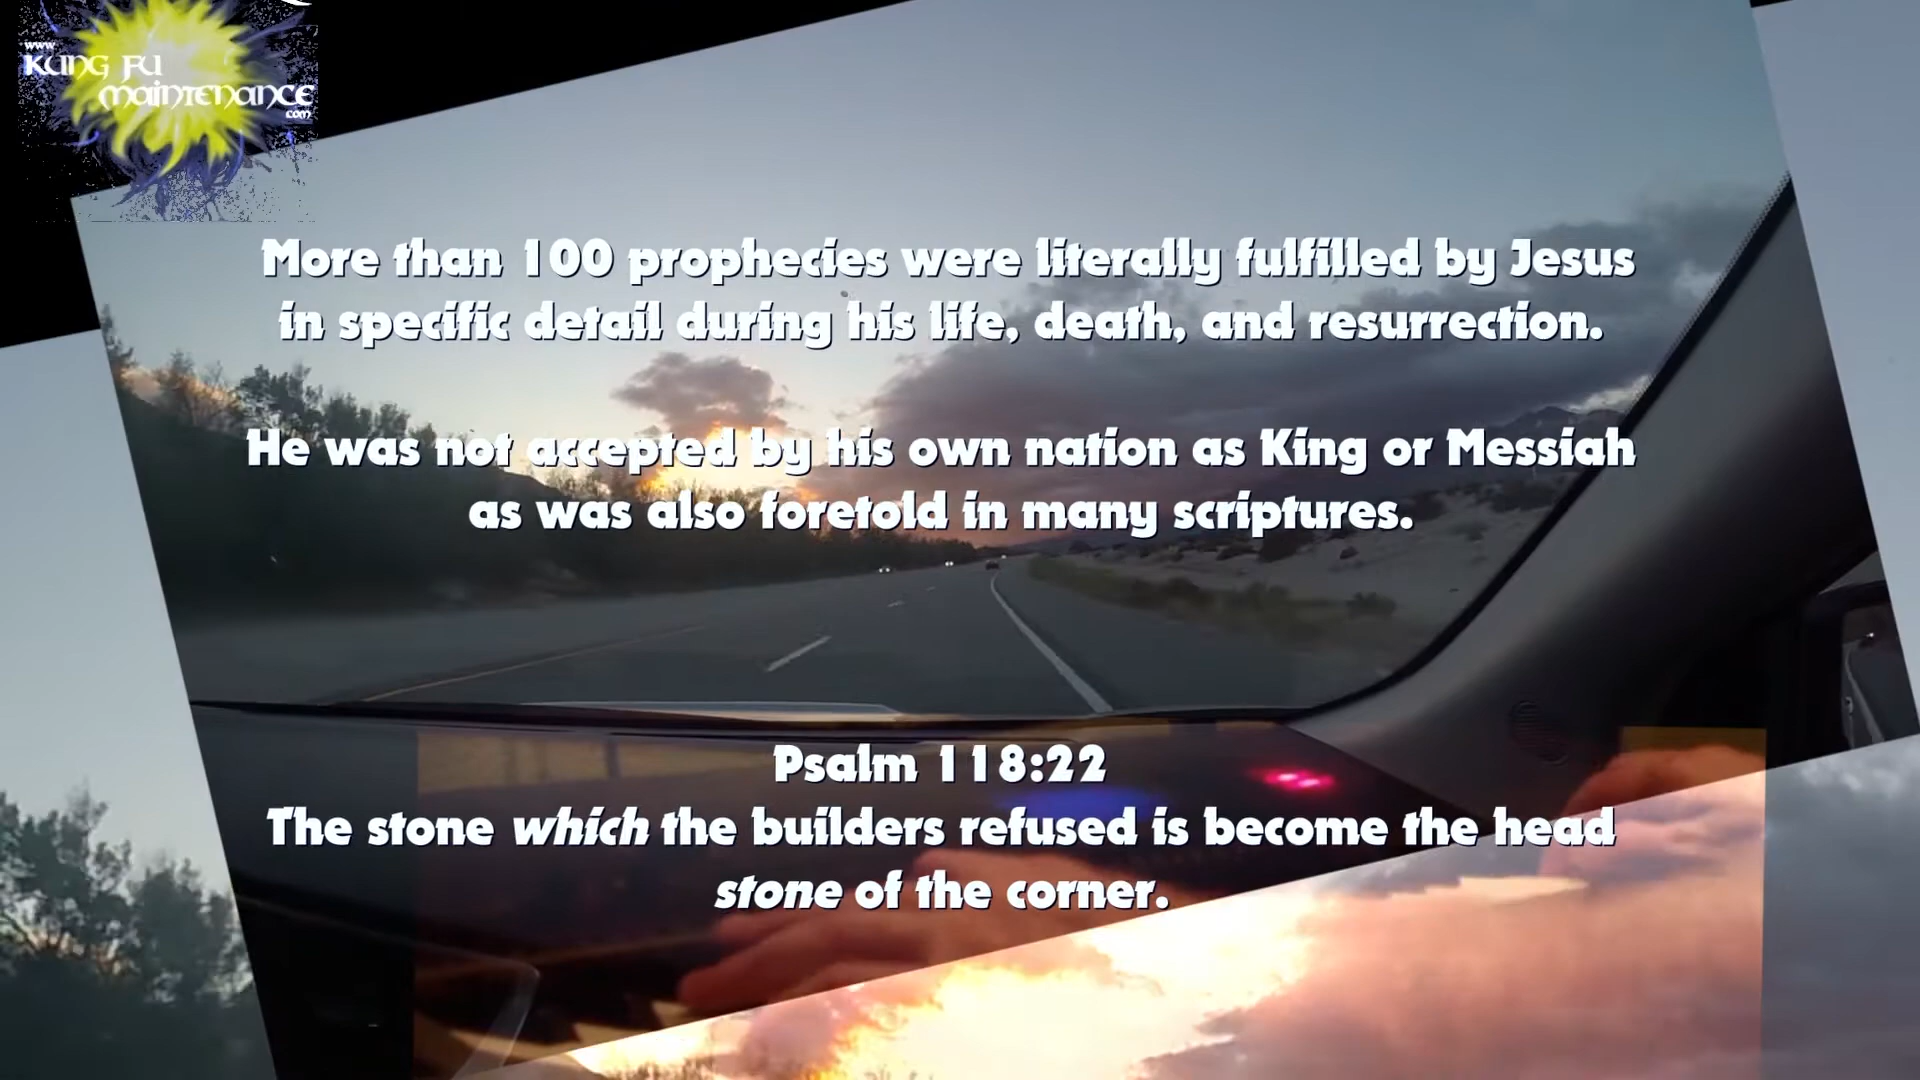 www
Kung Fu
Maintenance
com
More than 100 prophecies were literally fulfilled by Jesus
in specific detail during his life, death, and resurrection.
He was not accepted by his own nation as King or Messiah
as was also foretold in many scriptures.
Psalm 118:22
The stone which the builders refused is become the head
stone of the corner.